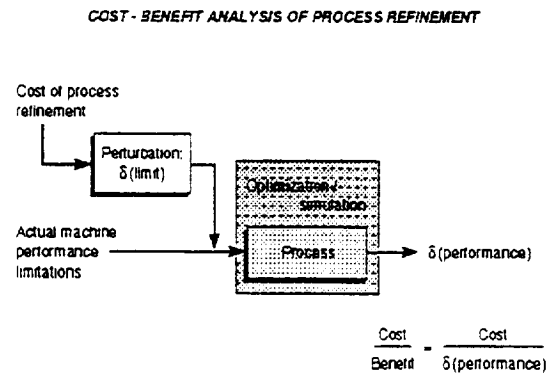 COST - BENEFIT ANALYSIS OF PROCESS REFINEMENT
Cost of process
refinement
Perturbation:
δ(limit)
Optimization /
simulation
Actual machine
performance
limitations
Process
δ(performance)
Cost
Benefit
-
Cost
δ(performance)